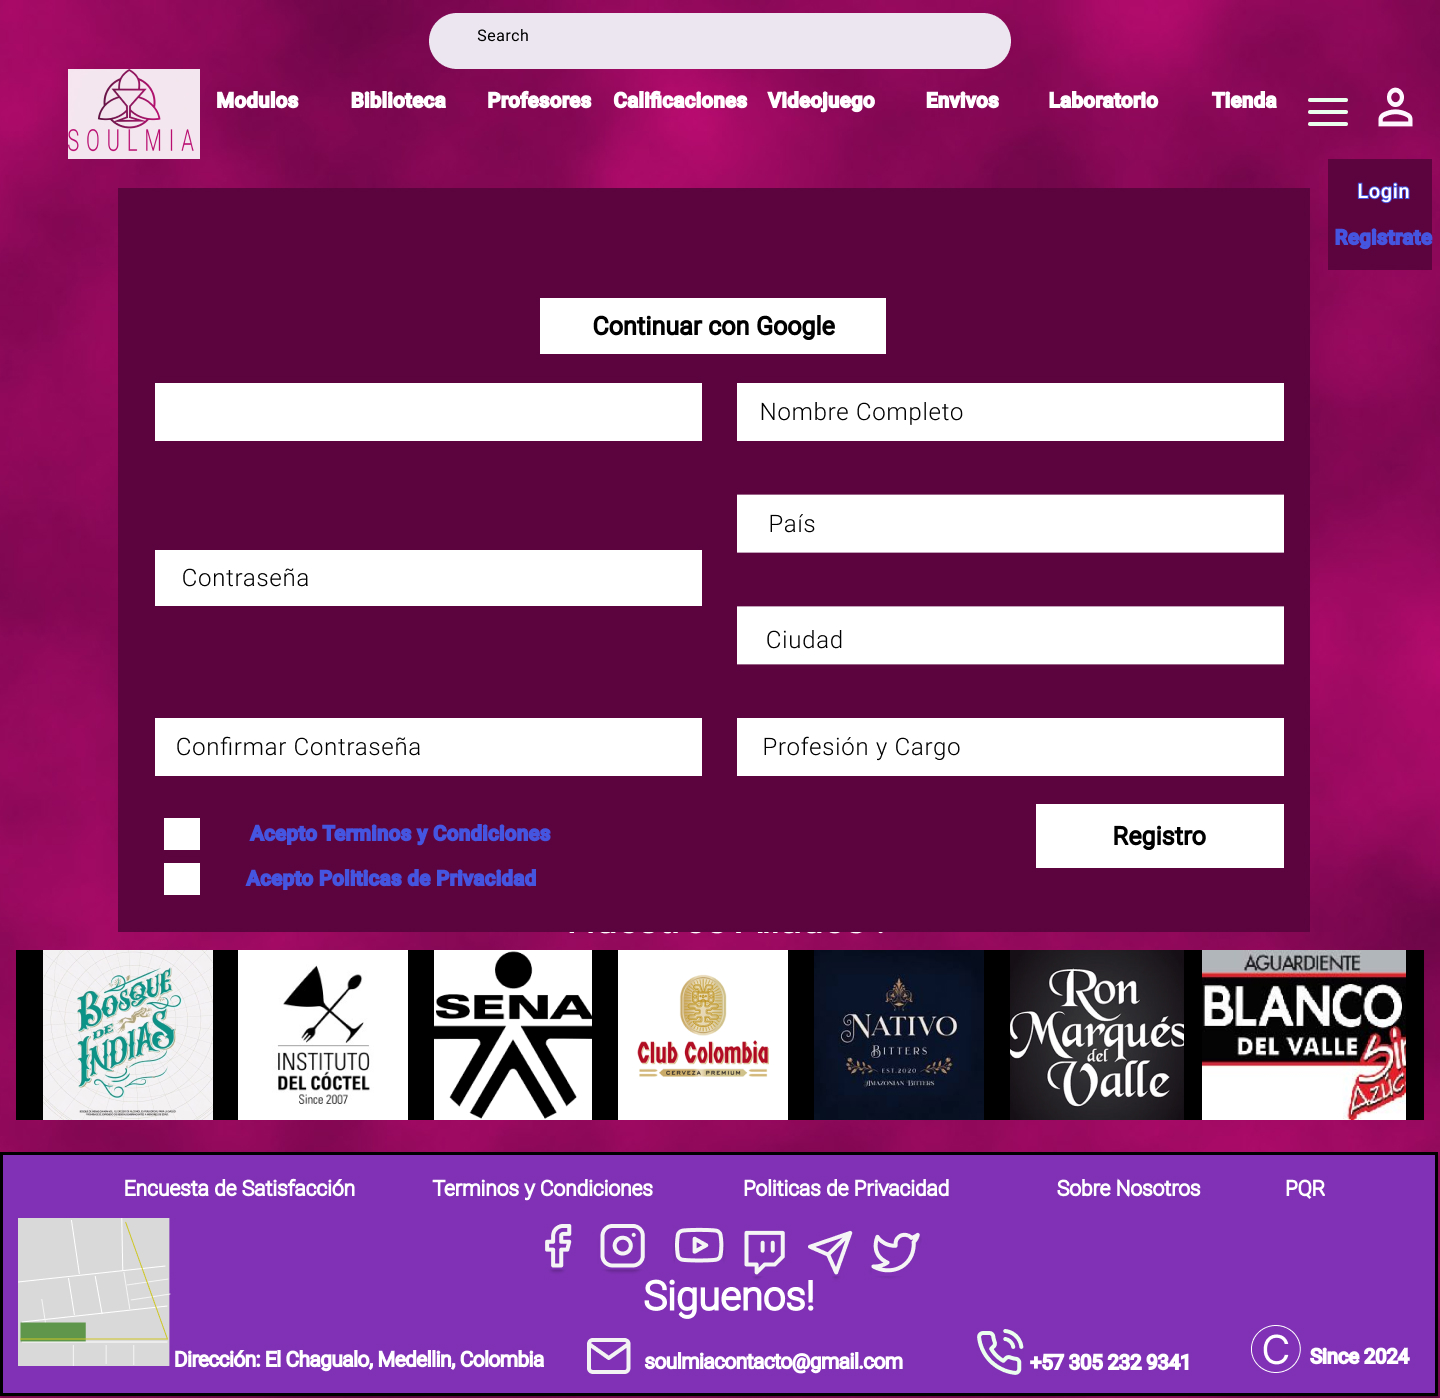 Search
SOULMIA
Modulos
Biblioteca
Profesores
Calificaciones
Videojuego
Envivos
Laboratorio
Tienda
Login
Registrate
Continuar con Google
Nombre Completo
País
Contraseña
Ciudad
Confirmar Contraseña
Profesión y Cargo
Acepto Terminos y Condiciones
Registro
Acepto Politicas de Privacidad
BOSQUE
DE
INDIAS
INSTITUTO
DEL CÓCTEL
Since 2007
SENA
Club Colombia
CERVEZA PREMIUM
NATIVO
BITTERS
EST. 2020
AMAZONIAN BITTERS
Ron
Marqués
del
Valle
AGUARDIENTE
BLANCO
DEL VALLE
Encuesta de Satisfacción
Terminos y Condiciones
Politicas de Privacidad
Sobre Nosotros
PQR
Siguenos!
Dirección: El Chagualo, Medellin, Colombia
soulmiacontacto@gmail.com
+57 305 232 9341
C
Since 2024